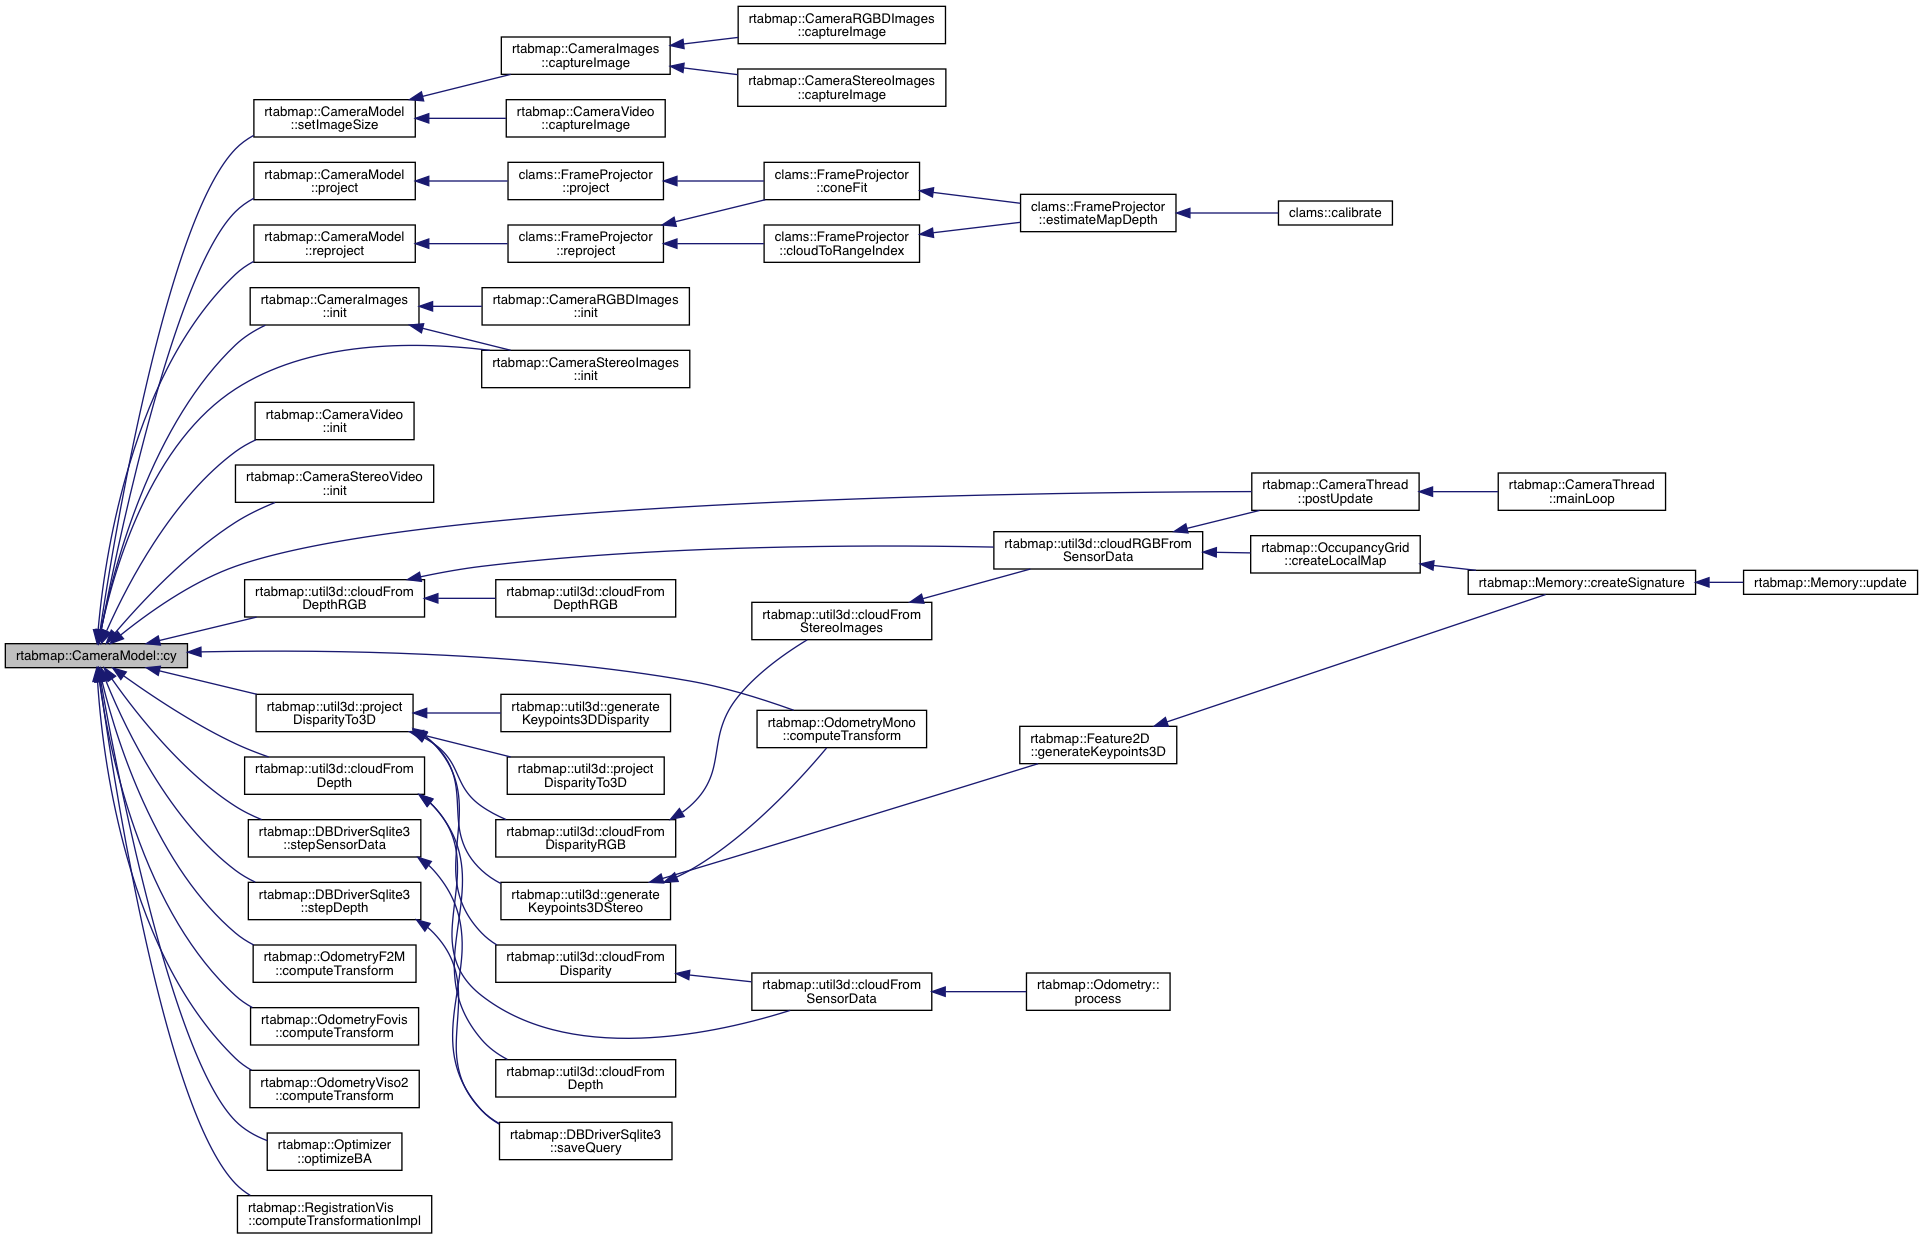 rtabmap::CameraRGBDImages
::captureImage
rtabmap::CameraImages
::captureImage
rtabmap::CameraStereoImages
::captureImage
rtabmap::CameraModel
::setImageSize
rtabmap::CameraVideo
::captureImage
rtabmap::CameraModel
::project
clams::FrameProjector
::project
clams::FrameProjector
::coneFit
clams::FrameProjector
::estimateMapDepth
clams::calibrate
rtabmap::CameraModel
::reproject
clams::FrameProjector
::reproject
clams::FrameProjector
::cloudToRangeIndex
rtabmap::CameraImages
::init
rtabmap::CameraRGBDImages
::init
rtabmap::CameraStereoImages
::init
rtabmap::CameraVideo
::init
rtabmap::CameraStereoVideo
::init
rtabmap::CameraThread
::postUpdate
rtabmap::CameraThread
::mainLoop
rtabmap::util3d::cloudRGBFrom
SensorData
rtabmap::OccupancyGrid
::createLocalMap
rtabmap::Memory::createSignature
rtabmap::Memory::update
rtabmap::util3d::cloudFrom
DepthRGB
rtabmap::util3d::cloudFrom
DepthRGB
rtabmap::util3d::cloudFrom
StereoImages
rtabmap::CameraModel::cy
rtabmap::util3d::project
DisparityTo3D
rtabmap::util3d::generate
Keypoints3DDisparity
rtabmap::OdometryMono
::computeTransform
rtabmap::Feature2D
::generateKeypoints3D
rtabmap::util3d::cloudFrom
Depth
rtabmap::util3d::project
DisparityTo3D
rtabmap::DBDriverSqlite3
::stepSensorData
rtabmap::util3d::cloudFrom
DisparityRGB
rtabmap::DBDriverSqlite3
::stepDepth
rtabmap::util3d::generate
Keypoints3DStereo
rtabmap::OdometryF2M
::computeTransform
rtabmap::util3d::cloudFrom
Disparity
rtabmap::util3d::cloudFrom
SensorData
rtabmap::Odometry::
process
rtabmap::OdometryFovis
::computeTransform
rtabmap::OdometryViso2
::computeTransform
rtabmap::util3d::cloudFrom
Depth
rtabmap::Optimizer
::optimizeBA
rtabmap::DBDriverSqlite3
::saveQuery
rtabmap::RegistrationVis
::computeTransformationImpl